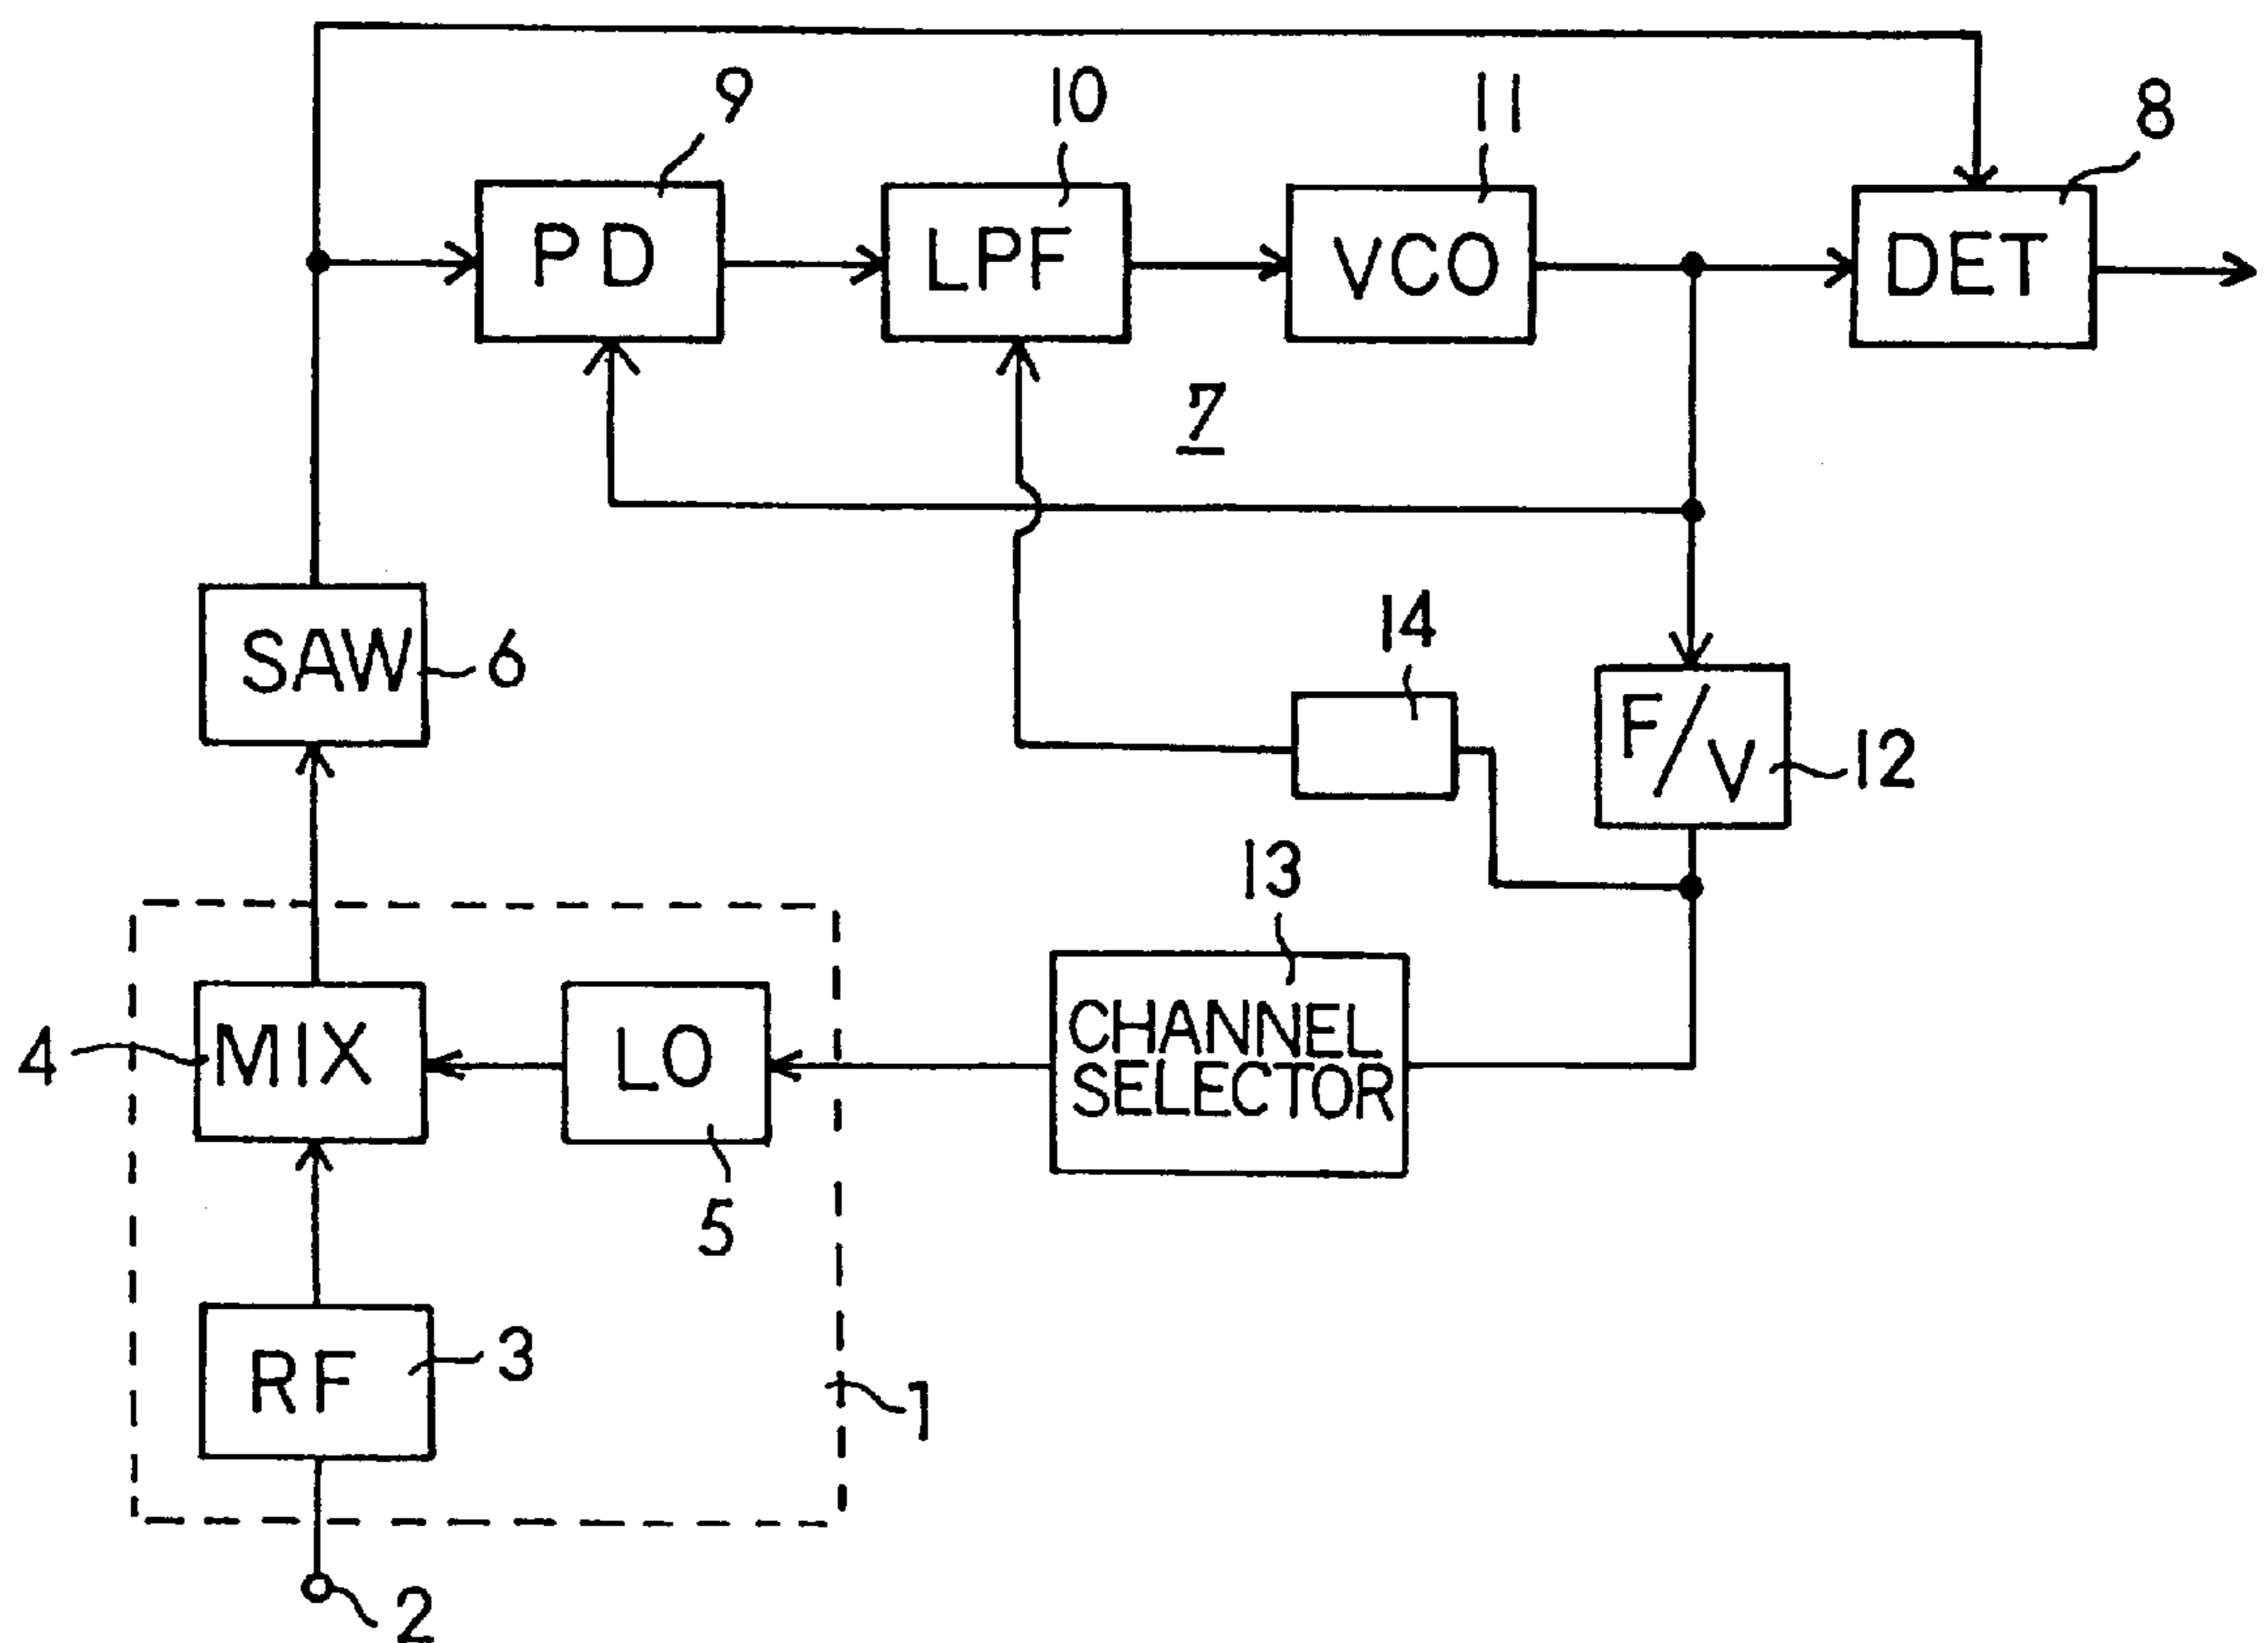 9
10
11
8
PD
LPF
VCO
DET
7
SAW
6
14
F/V
12
13
4
MIX
LO
CHANNEL
SELECTOR
5
RF
3
1
2